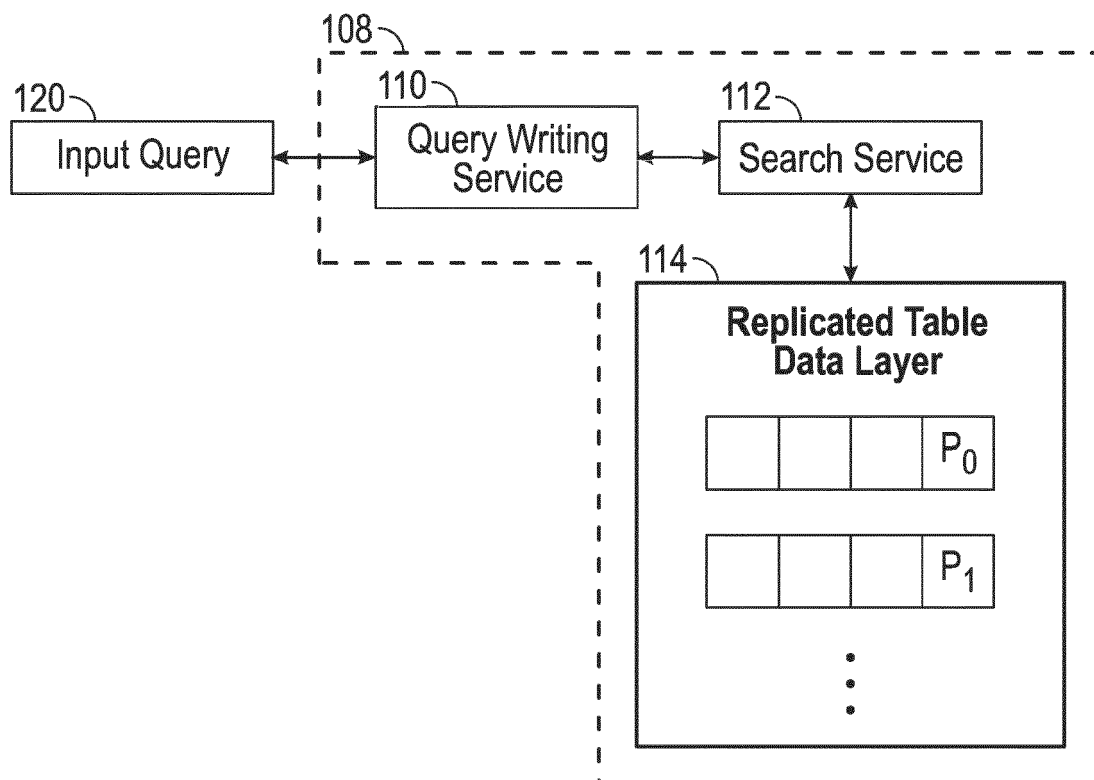 108
120
110
112
Input Query
Query Writing
Service
Search Service
114
Replicated Table
Data Layer
P0
P1